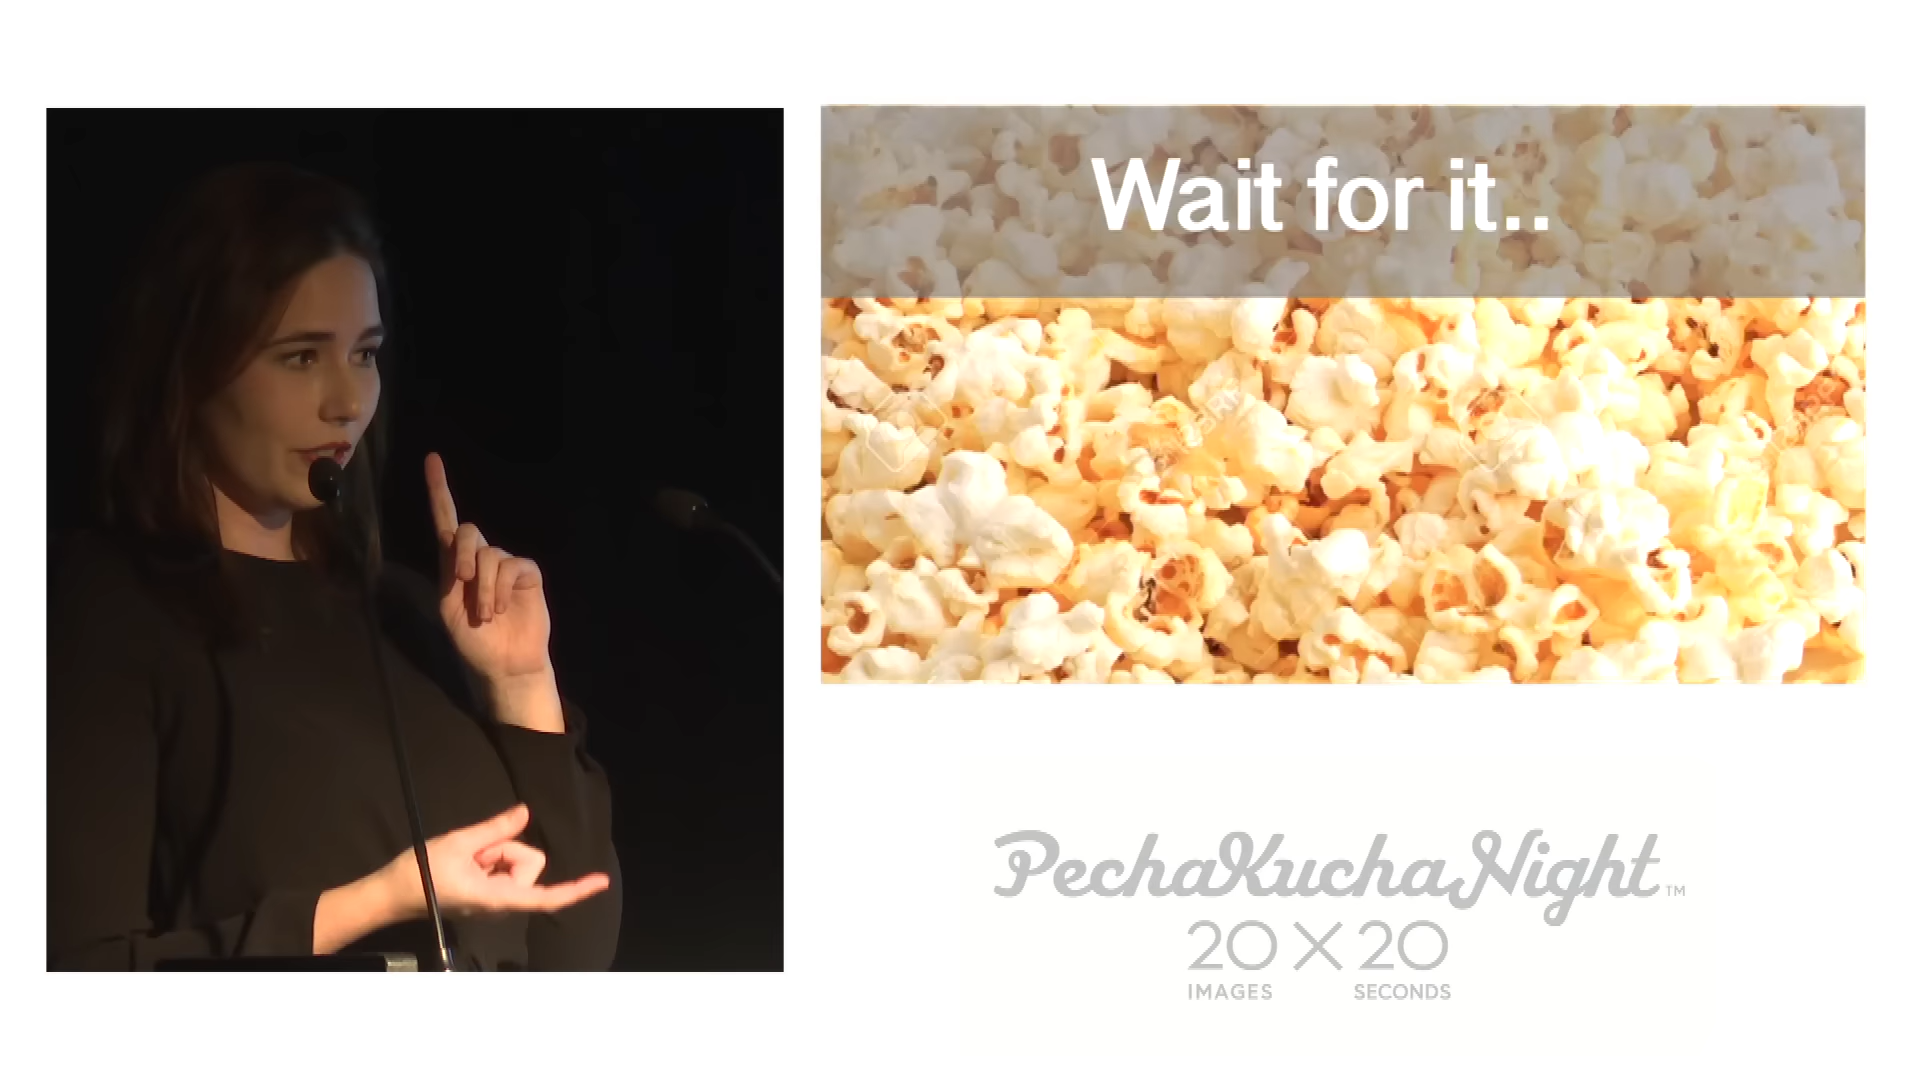 Wait for it..
PechaKuchaNight™
20 X 20
IMAGES SECONDS